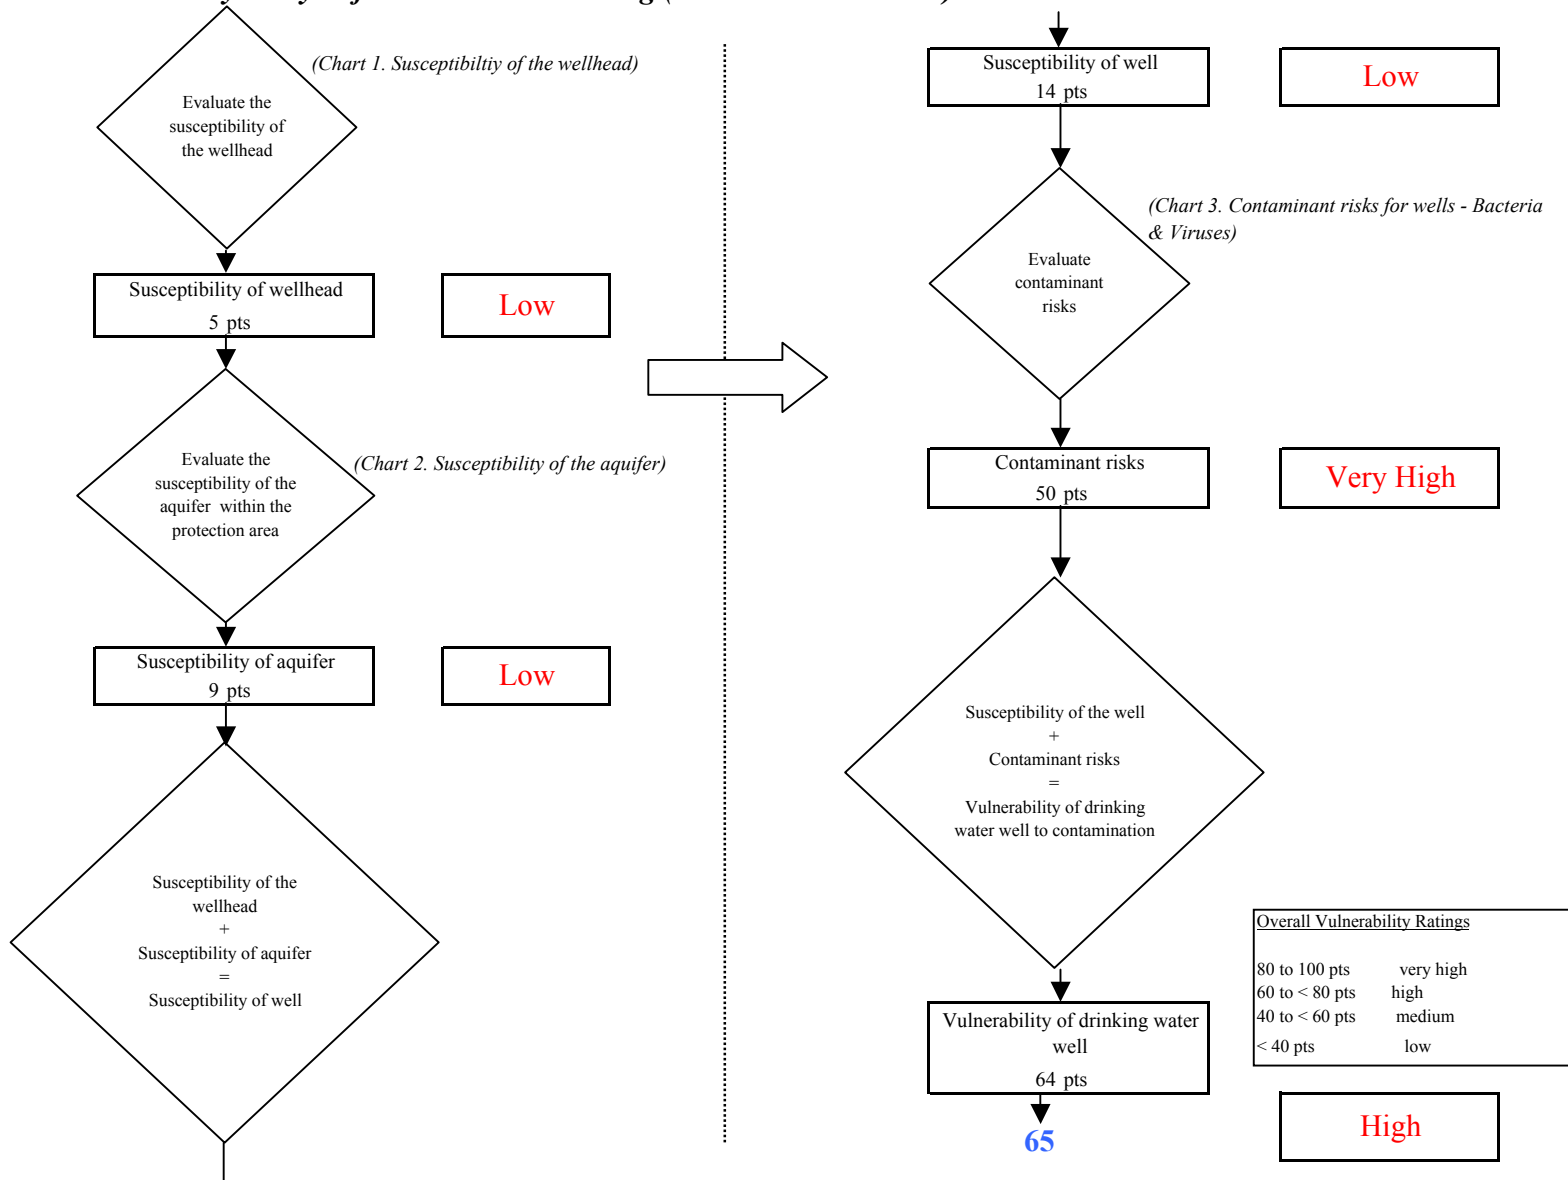 (Chart 1. Susceptibiltiy of the wellhead)
Evaluate the
susceptibility of
the wellhead
Susceptibility of wellhead
5 pts
Low
Evaluate the
susceptibility of the
aquifer within the
protection area
(Chart 2. Susceptibility of the aquifer)
Susceptibility of aquifer
9 pts
Low
Susceptibility of the
wellhead
+
Susceptibility of aquifer
=
Susceptibility of well
Susceptibility of well
14 pts
Low
(Chart 3. Contaminant risks for wells - Bacteria
& Viruses)
Evaluate
contaminant
risks
Contaminant risks
50 pts
Very High
Susceptibility of the well
+
Contaminant risks
=
Vulnerability of drinking
water well to contamination
Overall Vulnerability Ratings
80 to 100 pts very high
60 to < 80 pts high
40 to < 60 pts medium
< 40 pts low
Vulnerability of drinking water
well
64 pts
65
High